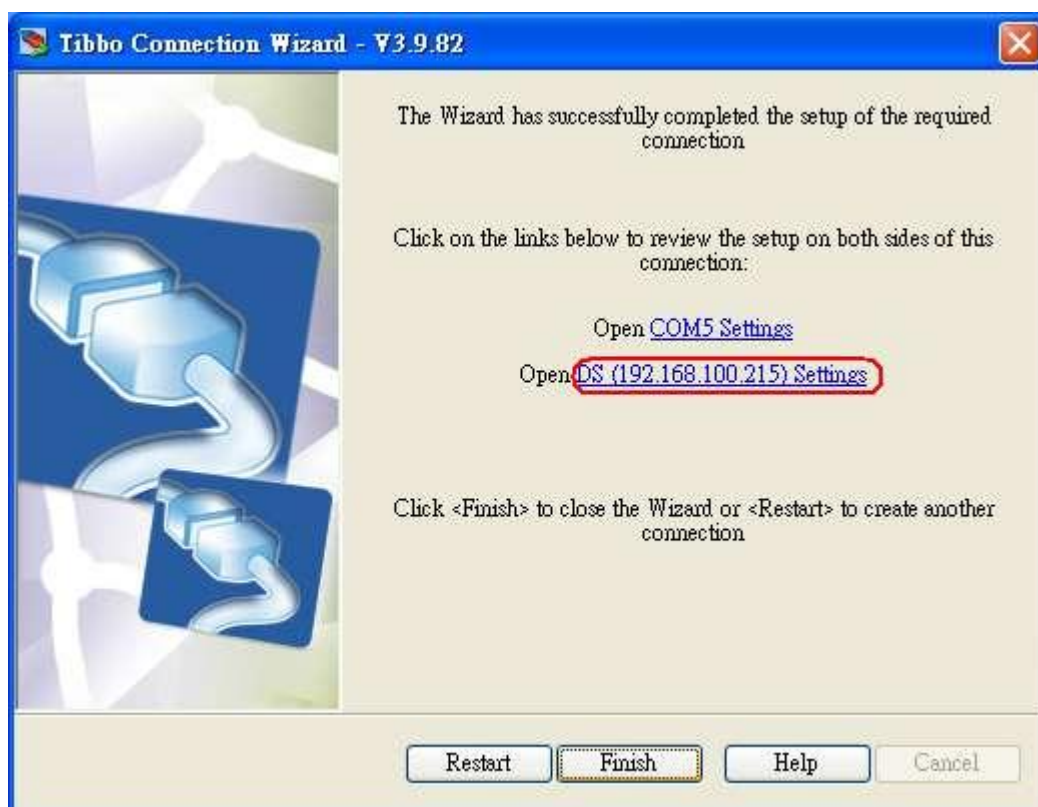 Tibbo Connection Wizard - V3.9.82
The Wizard has successfully completed the setup of the required
connection
Click on the links below to review the setup on both sides of this
connection:
Open COM5 Settings
Open DS (192.168.100.215) Settings
Click <Finish> to close the Wizard or <Restart> to create another
connection
Restart Finish Help Cancel